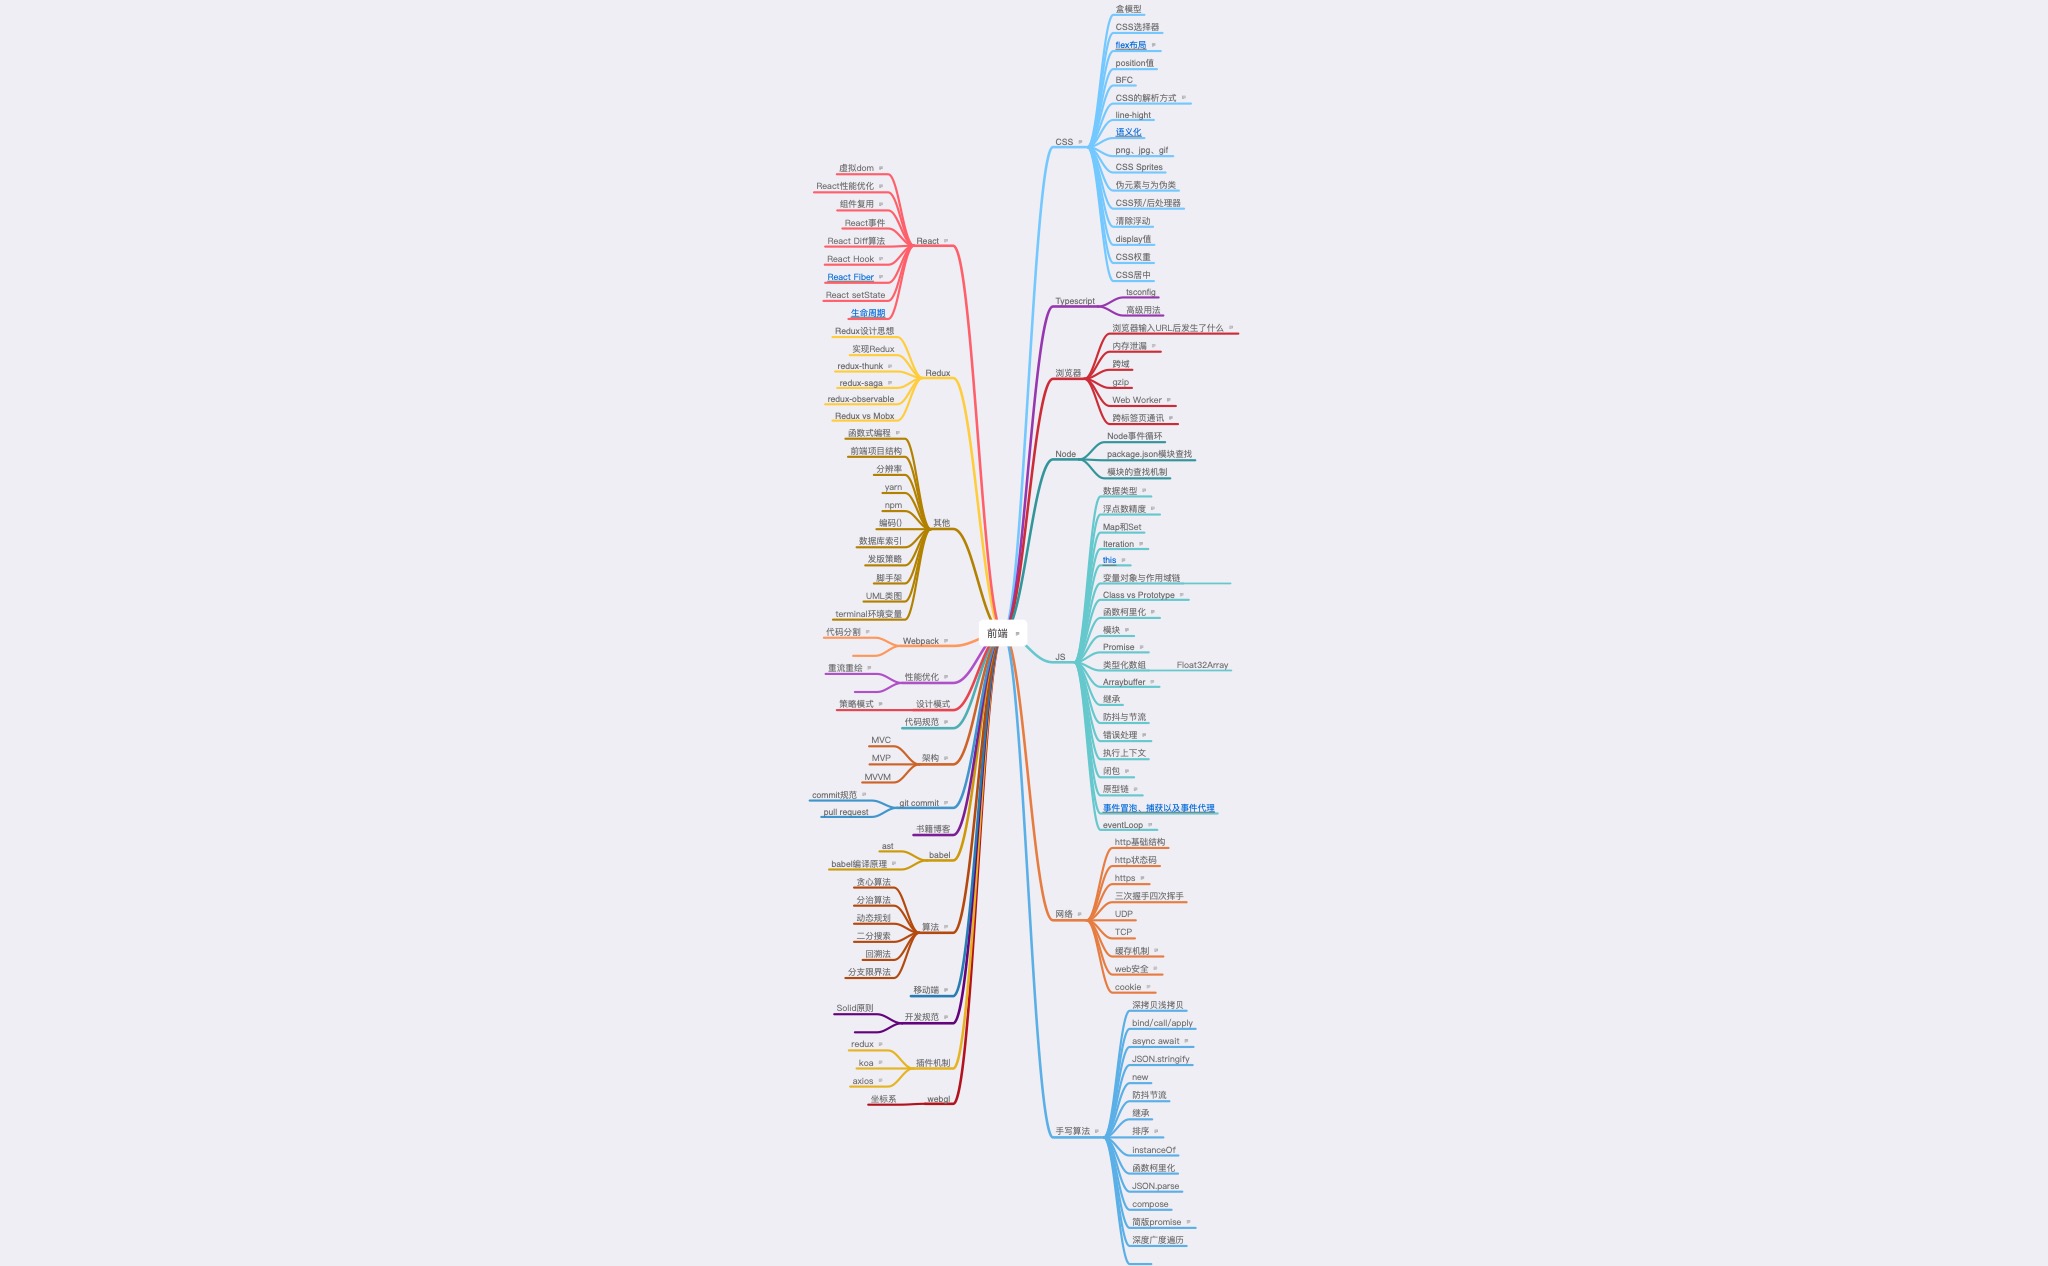 前端
CSS
盒模型
CSS选择器
flex布局
position值
BFC
CSS的解析方式
line-hight
语义化
png、jpg、gif
CSS Sprites
伪元素与为伪类
CSS预/后处理器
清除浮动
display值
CSS权重
CSS居中
Typescript
tsconfig
高级用法
浏览器
浏览器输入URL后发生了什么
内存泄漏
跨域
gzip
Web Worker
跨标签页通讯
Node
Node事件循环
package.json模块查找
模块的查找机制
JS
数据类型
浮点数精度
Map和Set
Iteration
this
变量对象与作用域链
Class vs Prototype
函数柯里化
模块
Promise
类型化数组
Float32Array
Arraybuffer
继承
防抖与节流
错误处理
执行上下文
闭包
原型链
事件冒泡、捕获以及事件代理
eventLoop
网络
http基础结构
http状态码
https
三次握手四次挥手
UDP
TCP
缓存机制
web安全
cookie
手写算法
深拷贝浅拷贝
bind/call/apply
async await
JSON.stringify
new
防抖节流
继承
排序
instanceOf
函数柯里化
JSON.parse
compose
简版promise
深度广度遍历
React
虚拟dom
React性能优化
组件复用
React事件
React Diff算法
React Hook
React Fiber
React setState
生命周期
Redux
Redux设计思想
实现Redux
redux-thunk
redux-saga
redux-observable
Redux vs Mobx
其他
函数式编程
前端项目结构
分辨率
yarn
npm
编码()
数据库索引
发版策略
脚手架
UML类图
terminal环境变量
Webpack
代码分割
性能优化
重流重绘
设计模式
策略模式
代码规范
架构
MVC
MVP
MVVM
git commit
commit规范
pull request
书籍博客
babel
ast
babel编译原理
算法
贪心算法
分治算法
动态规划
二分搜索
回溯法
分支限界法
移动端
开发规范
Solid原则
插件机制
redux
koa
axios
webgl
坐标系